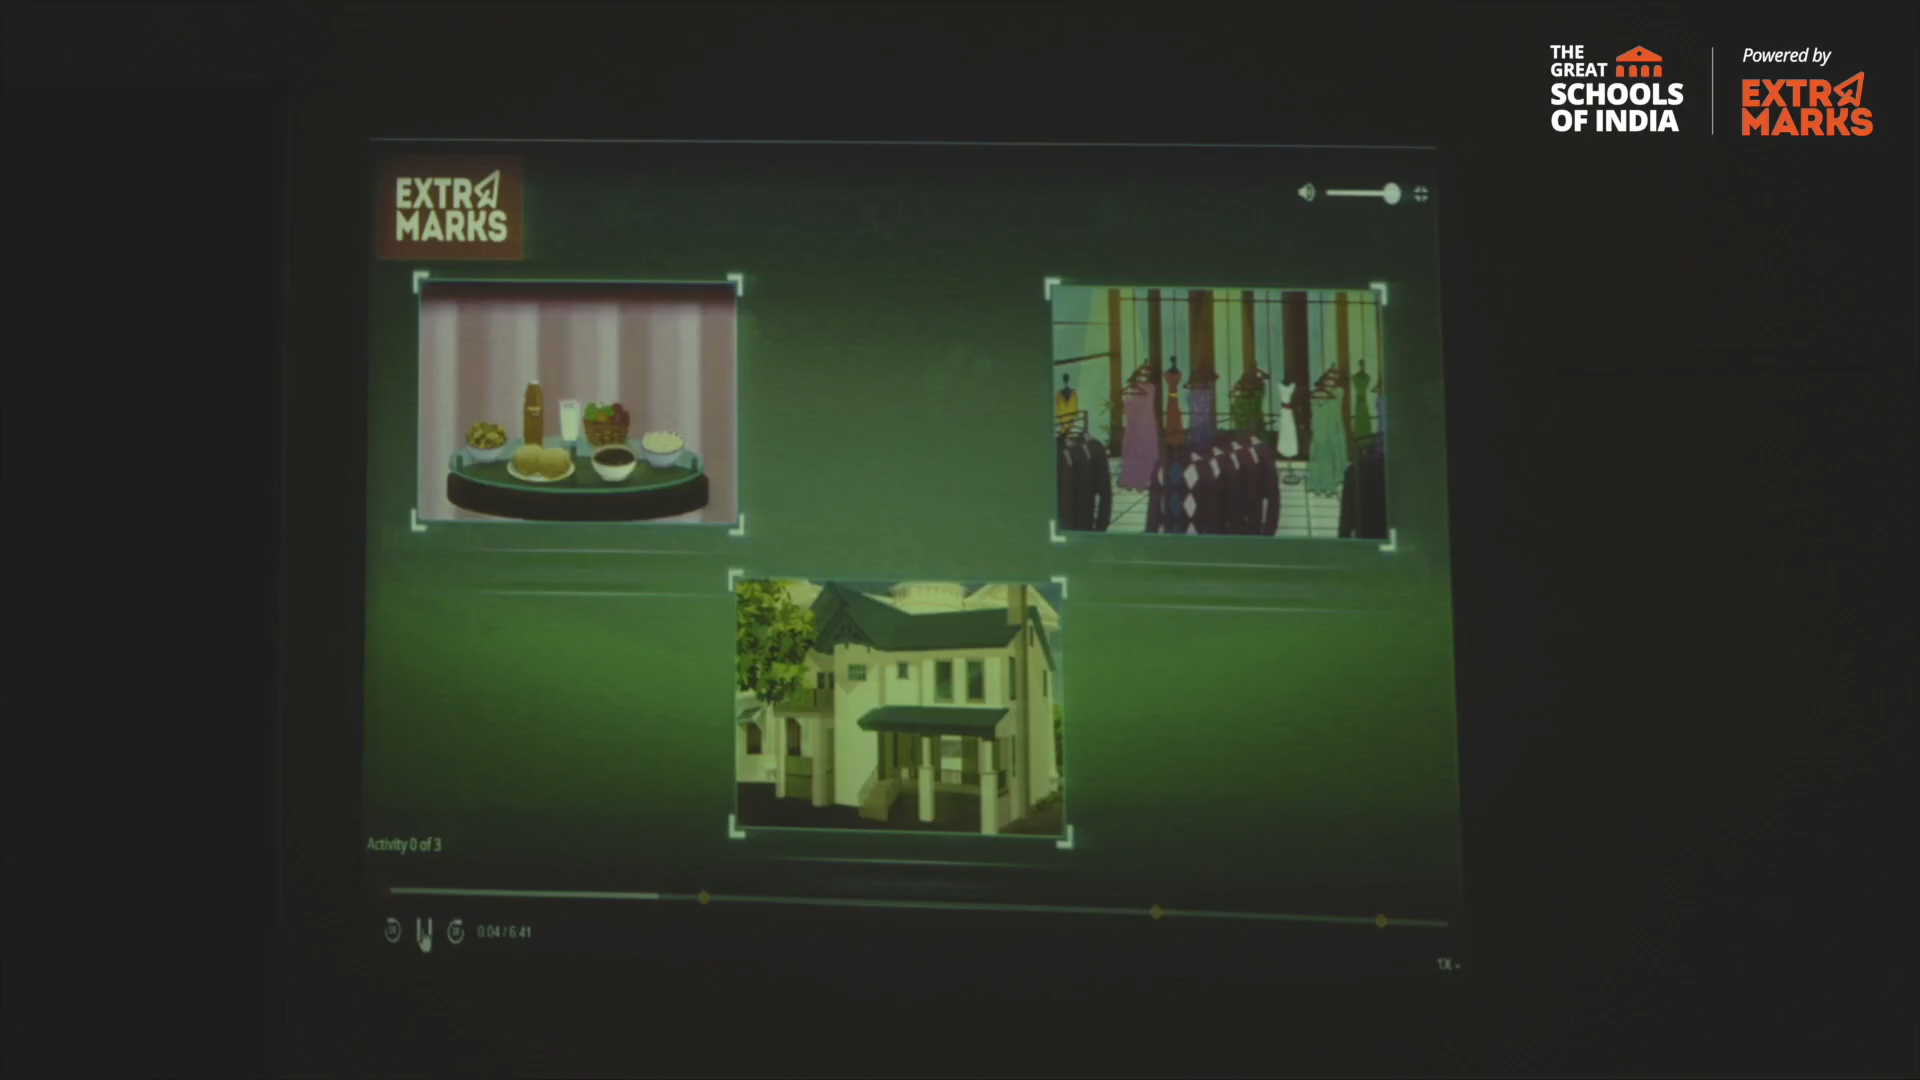 THE
GREAT
SCHOOLS
OF INDIA
Powered by
EXTRA
MARKS
EXTRA
MARKS
Activity 0 of 3
0:04 / 6:41
1X